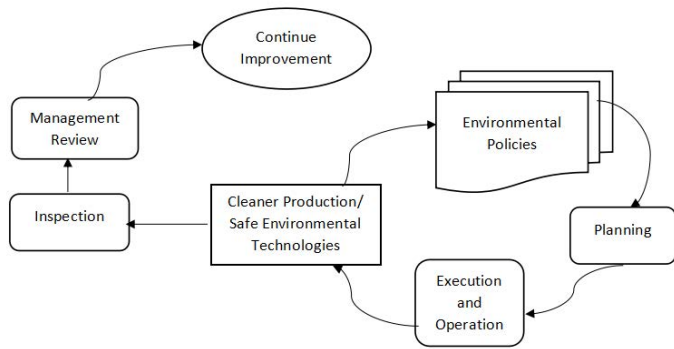 Continue
Improvement
Management
Review
Environmental
Policies
Cleaner Production/
Safe Environmental
Technologies
Inspection
Planning
Execution
and
Operation